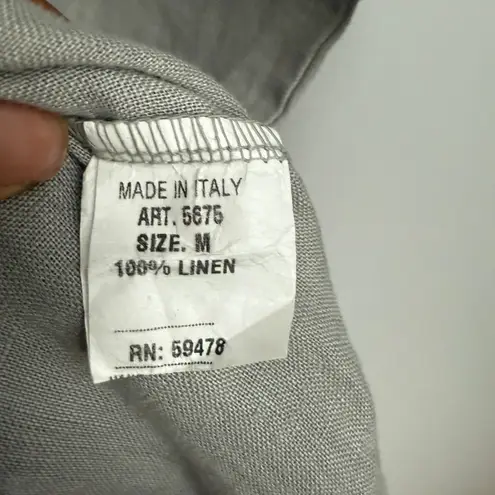 MADE IN ITALY
ART. 5675
SIZE. M
100% LINEN
RN: 59478